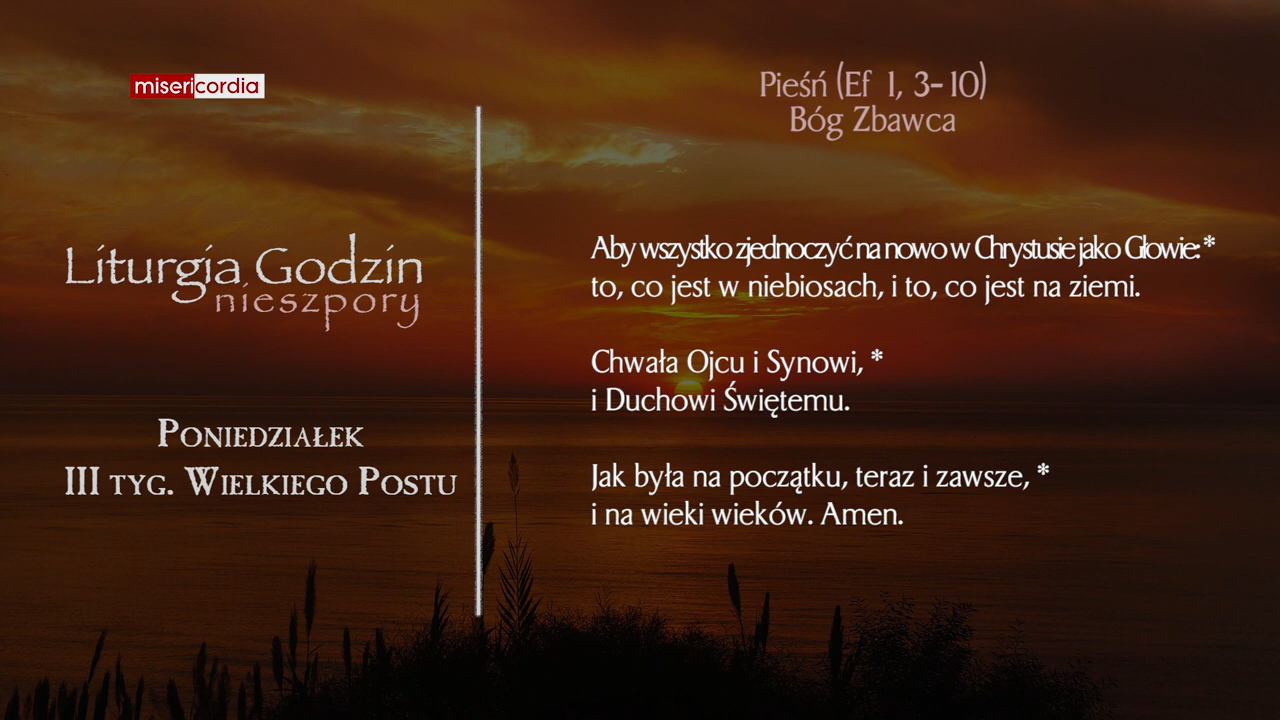 misericordia
Liturgia Godzin
nieszpory
Poniedziałek
III tyg. Wielkiego Postu
Pieśń (Ef 1, 3-10)
Bóg Zbawca
Aby wszystko zjednoczyć na nowo w Chrystusie jako Głowie: *
to, co jest w niebiosach, i to, co jest na ziemi.
Chwała Ojcu i Synowi, *
i Duchowi Świętemu.
Jak była na początku, teraz i zawsze, *
i na wieki wieków. Amen.